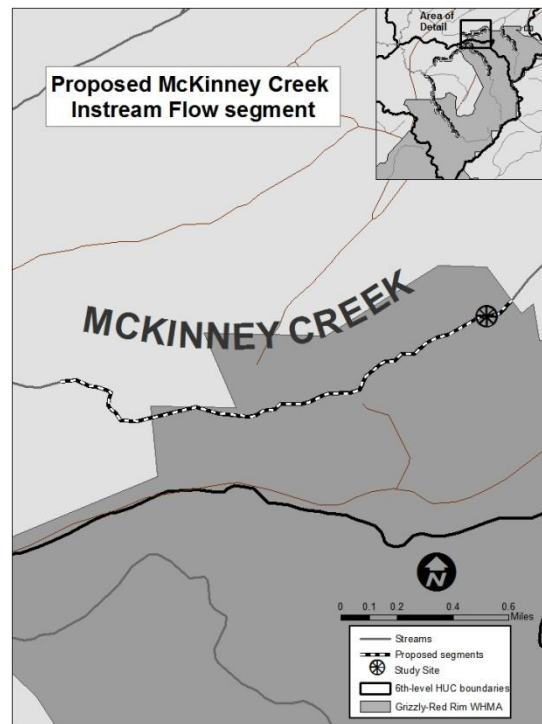 Area of
Detail
Proposed McKinney Creek
Instream Flow segment
MCKINNEY CREEK
N
0 0.1 0.2 0.4 0.6
Miles
Streams
Proposed segments
Study Site
6th-level HUC boundaries
Grizzly-Red Rim WHMA